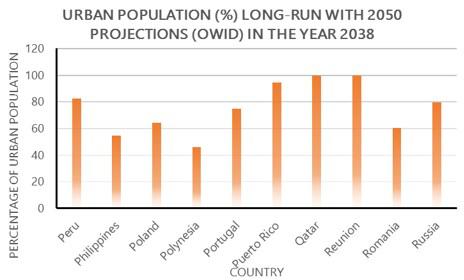 URBAN POPULATION (%) LONG-RUN WITH 2050
PROJECTIONS (OWID) IN THE YEAR 2038
PERCENTAGE OF URBAN POPULATION
120
100
80
60
40
20
0
Peru
Philippines
Poland
Polynesia
Portugal
Puerto Rico
Qatar
Reunion
Romania
Russia
COUNTRY